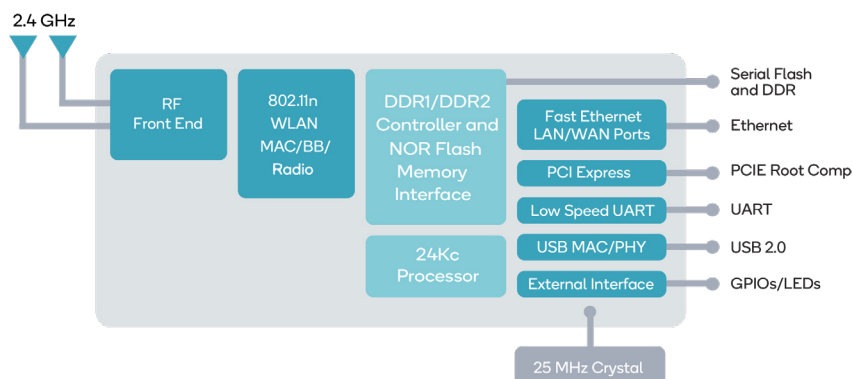 2.4 GHz
RF
Front End
802.11n
WLAN
MAC/BB/
Radio
DDR1/DDR2
Controller and
NOR Flash
Memory
Interface
24Kc
Processor
Fast Ethernet
LAN/WAN Ports
PCI Express
Low Speed UART
USB MAC/PHY
External Interface
Serial Flash
and DDR
Ethernet
PCIE Root Comp
UART
USB 2.0
GPIOs/LEDs
25 MHz Crystal